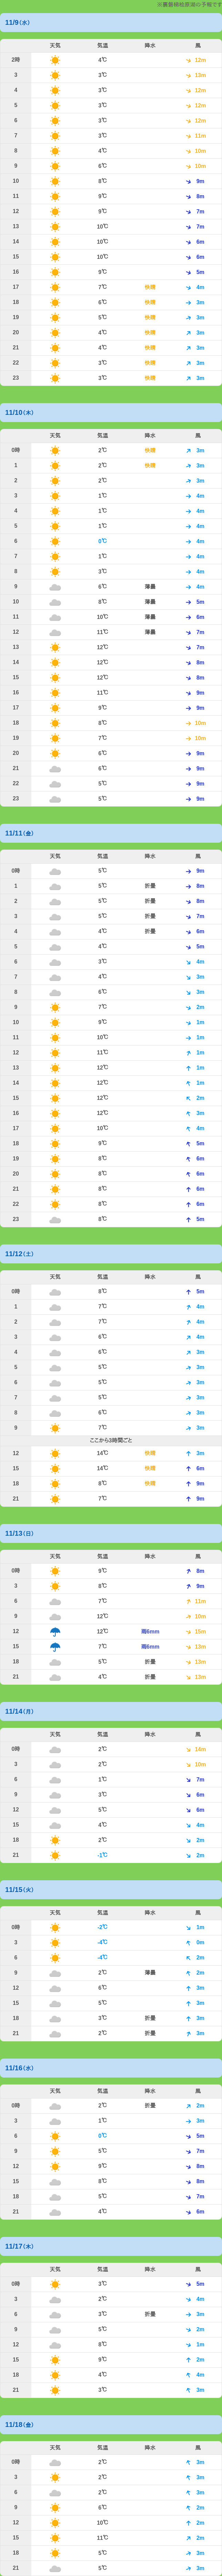 ※裏磐梯桧原湖の予報です
11/9(水)
天気 気温 降水 風
2時 4℃ 12m
3 3℃ 13m
4 3℃ 12m
5 3℃ 12m
6 3℃ 12m
7 3℃ 11m
8 4℃ 10m
9 6℃ 10m
10 8℃ 9m
11 9℃ 8m
12 9℃ 7m
13 10℃ 7m
14 10℃ 6m
15 10℃ 6m
16 9℃ 5m
17 7℃ 快晴 4m
18 6℃ 快晴 3m
19 5℃ 快晴 3m
20 4℃ 快晴 3m
21 4℃ 快晴 3m
22 3℃ 快晴 3m
23 3℃ 快晴 3m
11/10(木)
天気 気温 降水 風
0時 2℃ 快晴 3m
1 2℃ 快晴 3m
2 2℃ 3m
3 1℃ 4m
4 1℃ 4m
5 1℃ 4m
6 0℃ 4m
7 1℃ 4m
8 3℃ 4m
9 6℃ 薄曇 4m
10 8℃ 薄曇 5m
11 10℃ 薄曇 6m
12 11℃ 薄曇 7m
13 12℃ 7m
14 12℃ 8m
15 12℃ 8m
16 11℃ 9m
17 9℃ 9m
18 8℃ 10m
19 7℃ 10m
20 6℃ 9m
21 6℃ 9m
22 5℃ 9m
23 5℃ 9m
11/11(金)
天気 気温 降水 風
0時 5℃ 9m
1 5℃ 折曇 8m
2 5℃ 折曇 8m
3 5℃ 折曇 7m
4 4℃ 折曇 6m
5 4℃ 5m
6 3℃ 4m
7 4℃ 3m
8 6℃ 3m
9 7℃ 2m
10 9℃ 1m
11 10℃ 1m
12 11℃ 1m
13 12℃ 1m
14 12℃ 1m
15 12℃ 2m
16 12℃ 3m
17 10℃ 4m
18 9℃ 5m
19 8℃ 6m
20 8℃ 6m
21 8℃ 6m
22 8℃ 6m
23 8℃ 5m
11/12(土)
天気 気温 降水 風
0時 8℃ 5m
1 7℃ 4m
2 7℃ 4m
3 6℃ 4m
4 6℃ 3m
5 5℃ 3m
6 5℃ 3m
7 5℃ 3m
8 6℃ 3m
9 7℃ 3m
ここから3時間ごと
12 14℃ 快晴 3m
15 14℃ 快晴 6m
18 8℃ 快晴 9m
21 7℃ 9m
11/13(日)
天気 気温 降水 風
0時 9℃ 8m
3 8℃ 9m
6 7℃ 11m
9 12℃ 10m
12 12℃ 雨6mm 15m
15 7℃ 雨6mm 13m
18 5℃ 折曇 13m
21 4℃ 折曇 12m
11/14(月)
天気 気温 降水 風
0時 2℃ 14m
3 2℃ 10m
6 1℃ 7m
9 3℃ 6m
12 5℃ 6m
15 4℃ 4m
18 2℃ 2m
21 -1℃ 2m
11/15(火)
天気 気温 降水 風
0時 -2℃ 1m
3 -4℃ 0m
6 -4℃ 2m
9 2℃ 薄曇 2m
12 6℃ 3m
15 5℃ 3m
18 3℃ 折曇 3m
21 2℃ 折曇 3m
11/16(水)
天気 気温 降水 風
0時 2℃ 折曇 2m
3 1℃ 3m
6 0℃ 5m
9 5℃ 7m
12 9℃ 8m
15 8℃ 8m
18 5℃ 7m
21 4℃ 6m
11/17(木)
天気 気温 降水 風
0時 3℃ 5m
3 2℃ 4m
6 3℃ 折曇 3m
9 5℃ 2m
12 8℃ 1m
15 9℃ 2m
18 4℃ 4m
21 3℃ 3m
11/18(金)
天気 気温 降水 風
0時 2℃ 3m
3 2℃ 3m
6 2℃ 3m
9 6℃ 2m
12 10℃ 2m
15 11℃ 2m
18 5℃ 3m
21 5℃ 3m